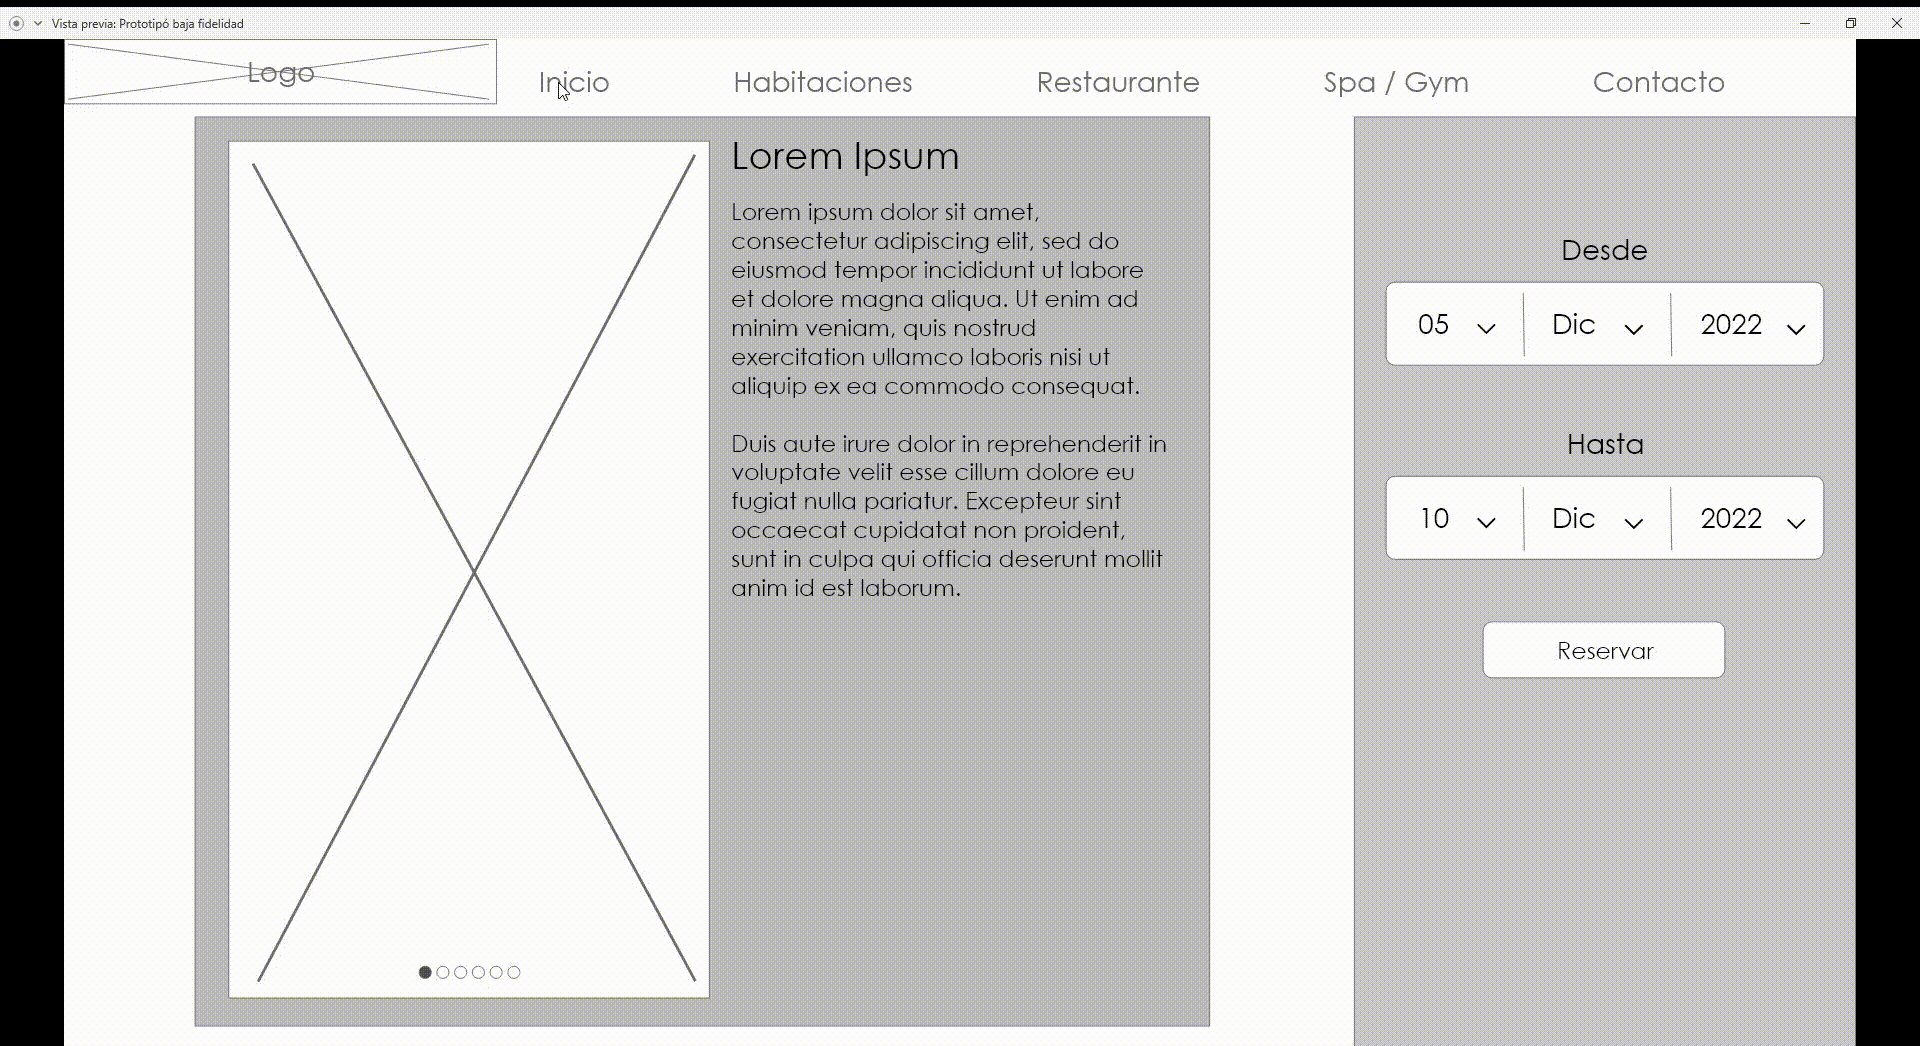 Vista previa: Prototipó baja fidelidad
Logo
Inicio
Habitaciones
Restaurante
Spa / Gym
Contacto
Lorem Ipsum
Lorem ipsum dolor sit amet,
consectetur adipiscing elit, sed do
eiusmod tempor incididunt ut labore
et dolore magna aliqua. Ut enim ad
minim veniam, quis nostrud
exercitation ullamco laboris nisi ut
aliquip ex ea commodo consequat.
Duis aute irure dolor in reprehenderit in
voluptate velit esse cillum dolore eu
fugiat nulla pariatur. Excepteur sint
occaecat cupidatat non proident,
sunt in culpa qui officia deserunt mollit
anim id est laborum.
Desde
05 Dic 2022
Hasta
10 Dic 2022
Reservar